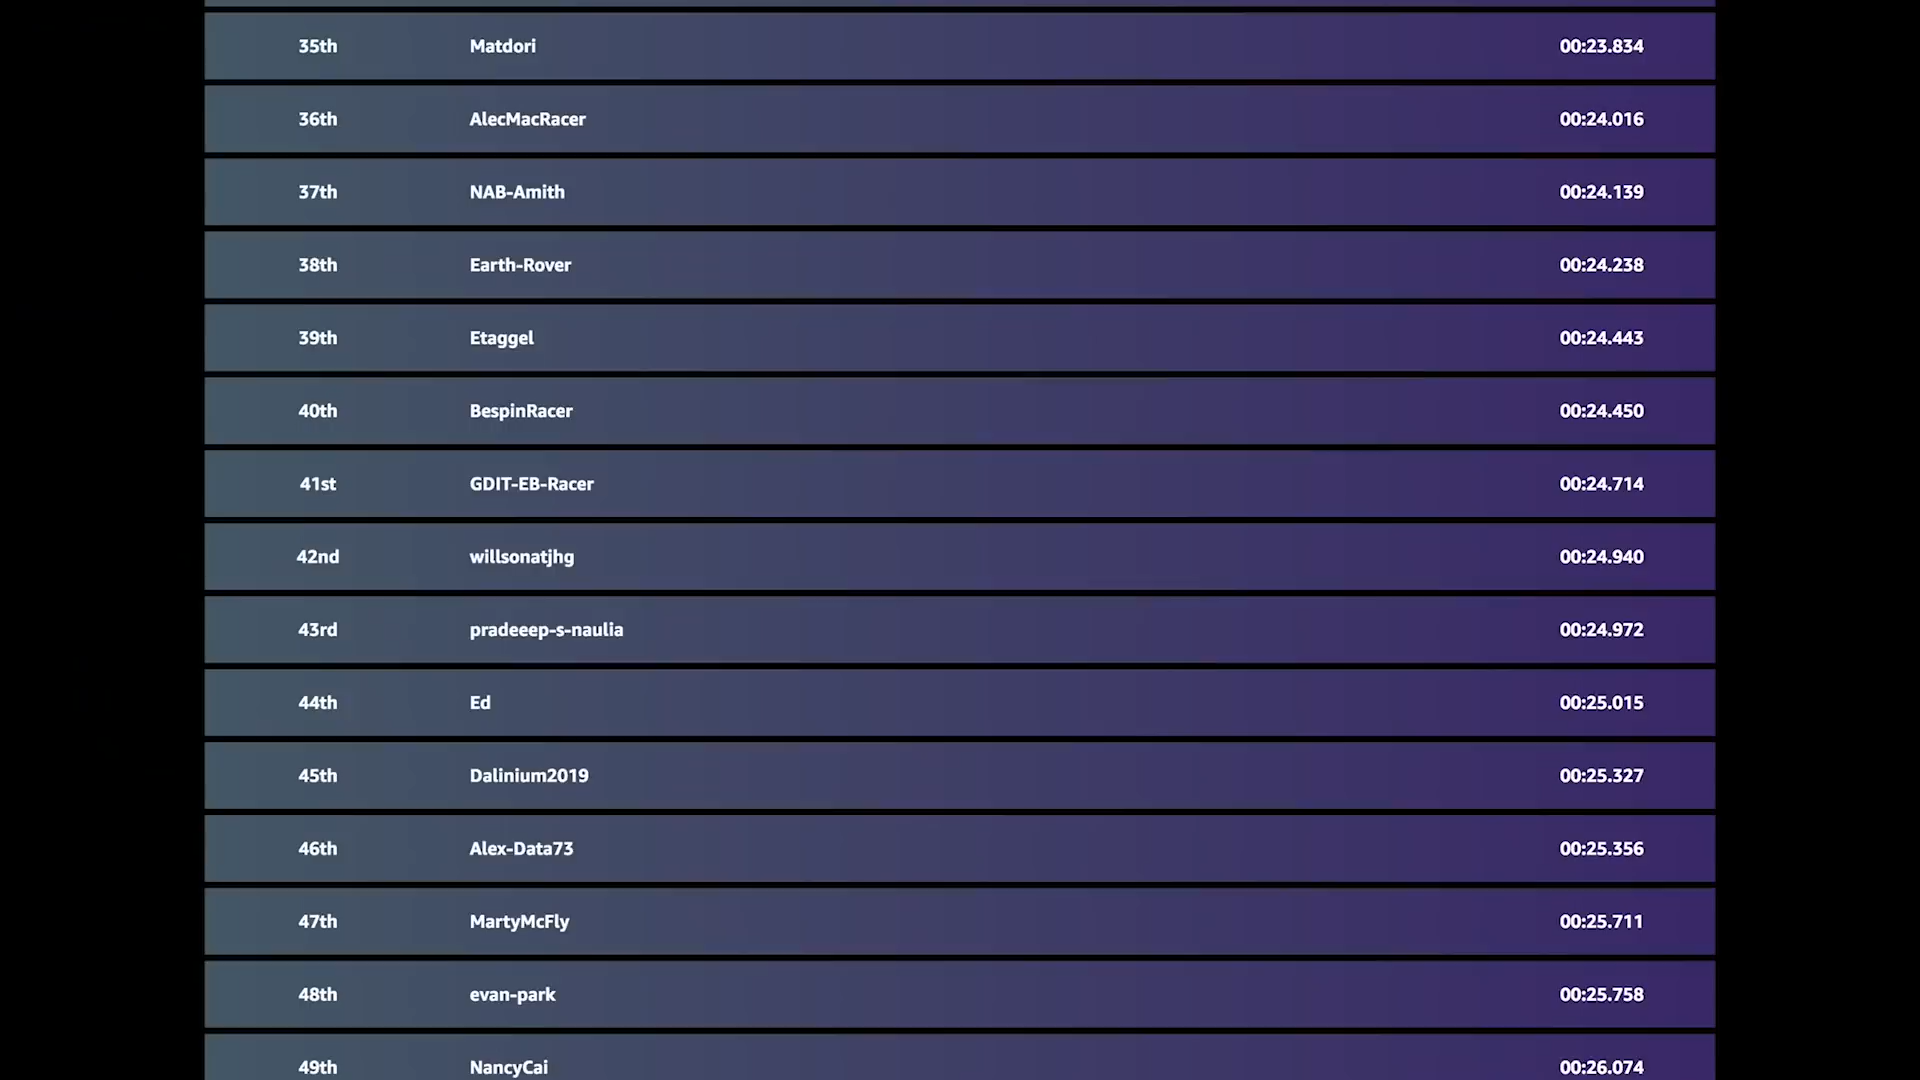 35th Matdori 00:23.834
36th AlecMacRacer 00:24.016
37th NAB-Amith 00:24.139
38th Earth-Rover 00:24.238
39th Etaggel 00:24.443
40th BespinRacer 00:24.450
41st GDIT-EB-Racer 00:24.714
42nd willsonatjhg 00:24.940
43rd pradeeep-s-naulia 00:24.972
44th Ed 00:25.015
45th Dalinium2019 00:25.327
46th Alex-Data73 00:25.356
47th MartyMcFly 00:25.711
48th evan-park 00:25.758
49th NancyCai 00:26.074